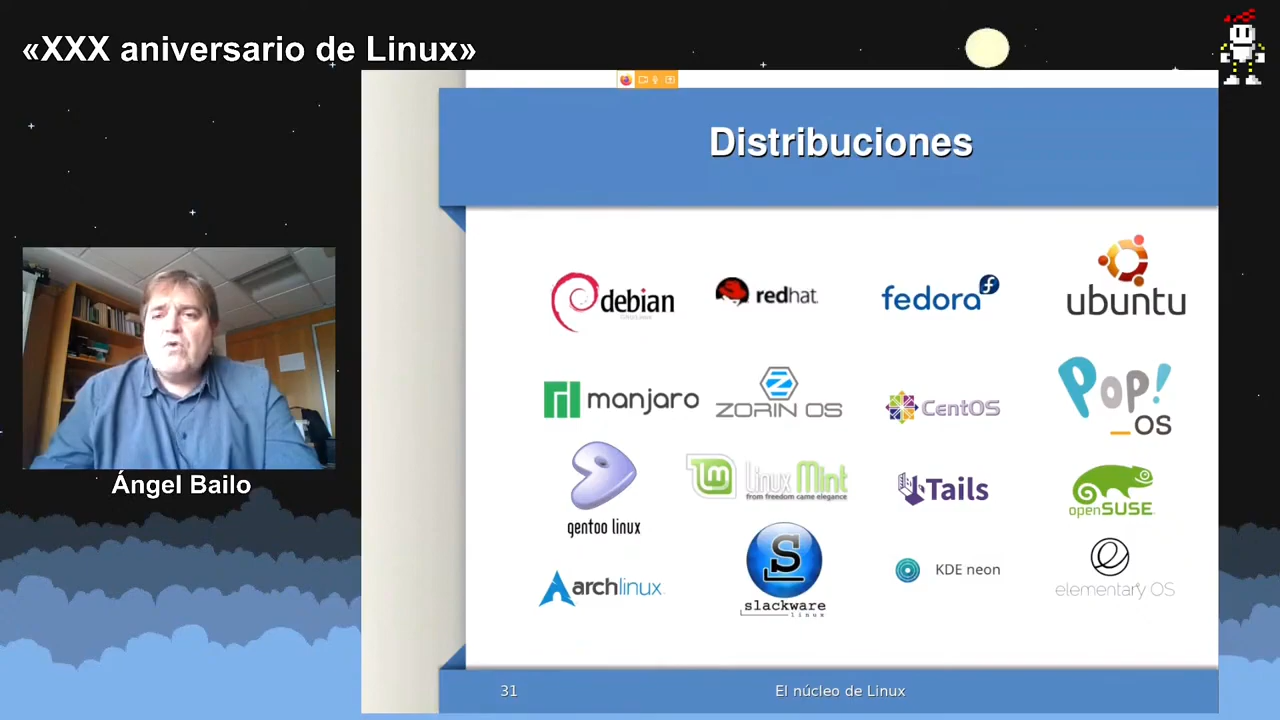 «XXX aniversario de Linux»
Distribuciones
debian
redhat.
fedora
ubuntu
manjaro
ZORIN OS
CentOS
Pop!_OS
gentoo linux
Linux Mint
from freedom came elegance
Tails
openSUSE
archlinux
slackware
linux
KDE neon
elementary OS
Ángel Bailo
31
El núcleo de Linux